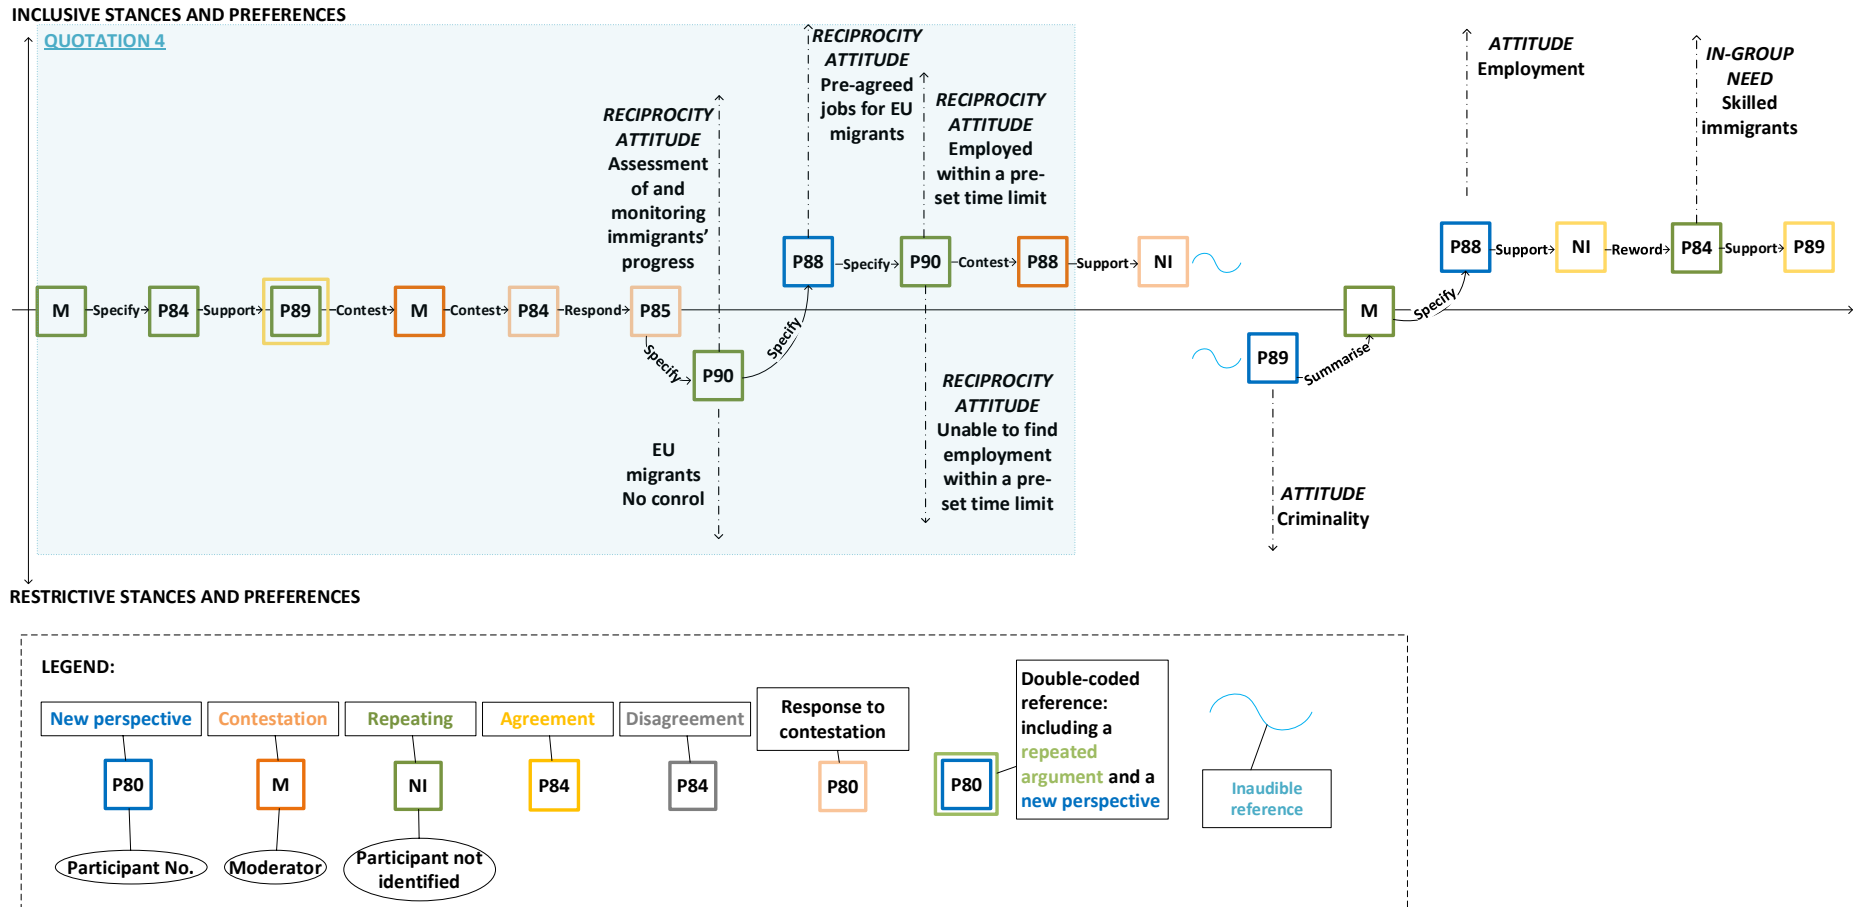 INCLUSIVE STANCES AND PREFERENCES
QUOTATION 4
RECIPROCITY
ATTITUDE
Assessment
of and
monitoring
immigrants'
progress
RECIPROCITY
ATTITUDE
Pre-agreed
jobs for EU
migrants
RECIPROCITY
ATTITUDE
Employed
within a pre-
set time limit
ATTITUDE
Employment
IN-GROUP
NEED
Skilled
immigrants
P88
Specify
P90
Contest
P88
Support
NI
P88
Support
NI
Reword
P84
Support
P89
M
Specify
P84
Support
P89
Contest
M
Contest
P84
Respond
P85
Specify
P90
Specify
P89
Summarise
M
Specify
EU
migrants
No conrol
RECIPROCITY
ATTITUDE
Unable to find
employment
within a pre-
set time limit
ATTITUDE
Criminality
RESTRICTIVE STANCES AND PREFERENCES
LEGEND:
New perspective
Contestation
Repeating
Agreement
Disagreement
Response to
contestation
Double-coded
reference:
including a
repeated
argument and a
new perspective
P80
M
NI
P84
P84
P80
P80
Inaudible
reference
Participant No.
Moderator
Participant not
identified